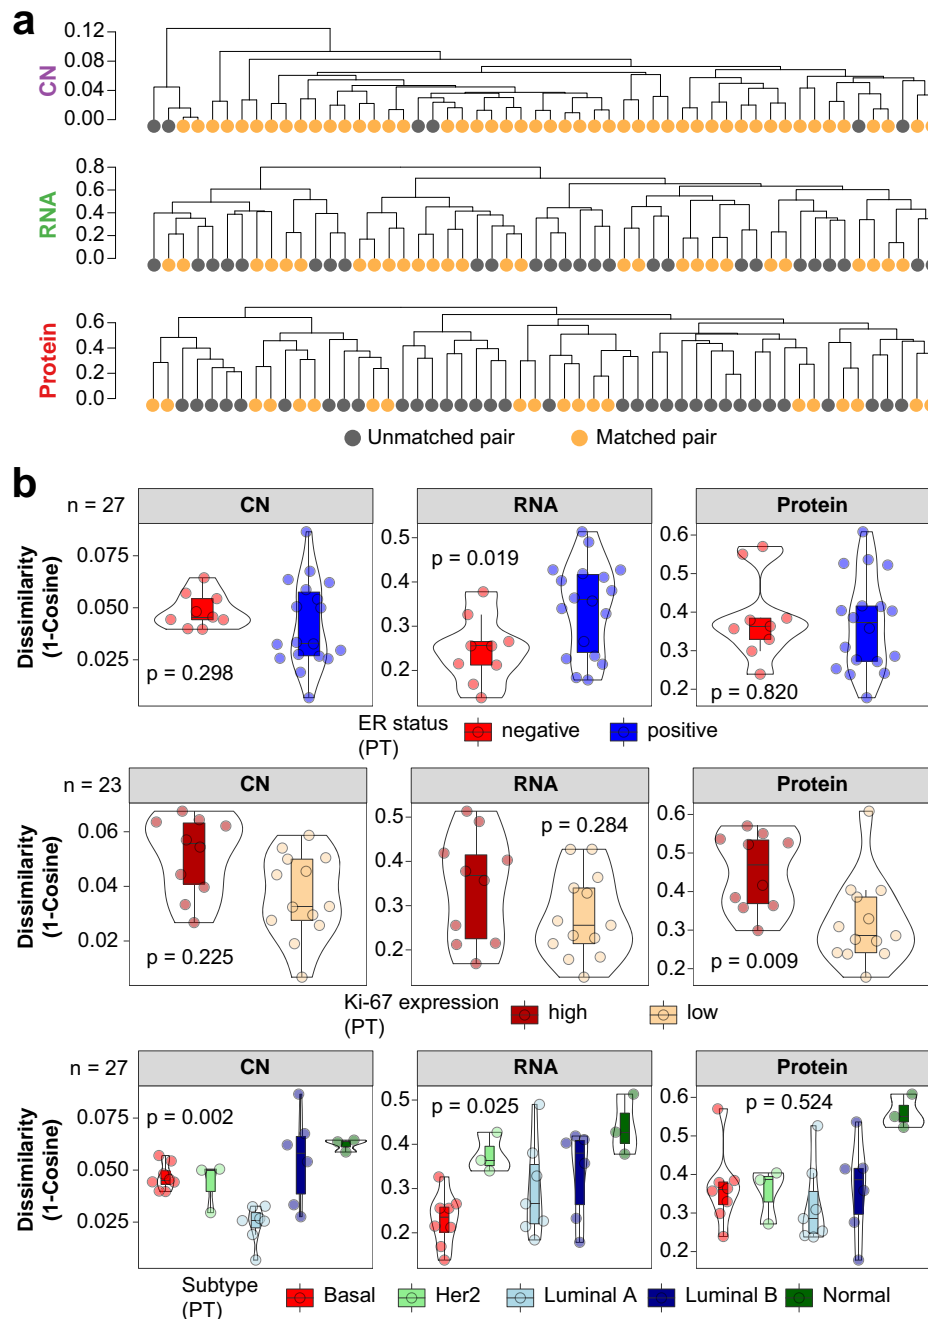 a
CN
0.12
0.08
0.04
0.00
RNA
0.8
0.6
0.4
0.2
0.0
Protein
0.6
0.4
0.2
0.0
Unmatched pair
Matched pair
b
n = 27
CN
RNA
Protein
Dissimilarity
(1-Cosine)
0.075
0.050
0.025
p = 0.298
0.5
0.4
0.3
0.2
p = 0.019
0.6
0.5
0.4
0.3
0.2
p = 0.820
ER status
(PT)
negative
positive
n = 23
CN
RNA
Protein
Dissimilarity
(1-Cosine)
0.06
0.04
0.02
p = 0.225
0.5
0.4
0.3
0.2
p = 0.284
0.6
0.5
0.4
0.3
0.2
p = 0.009
Ki-67 expression
(PT)
high
low
n = 27
CN
RNA
Protein
Dissimilarity
(1-Cosine)
0.075
0.050
0.025
p = 0.002
0.5
0.4
0.3
0.2
p = 0.025
0.6
0.5
0.4
0.3
0.2
p = 0.524
Subtype
(PT)
Basal
Her2
Luminal A
Luminal B
Normal